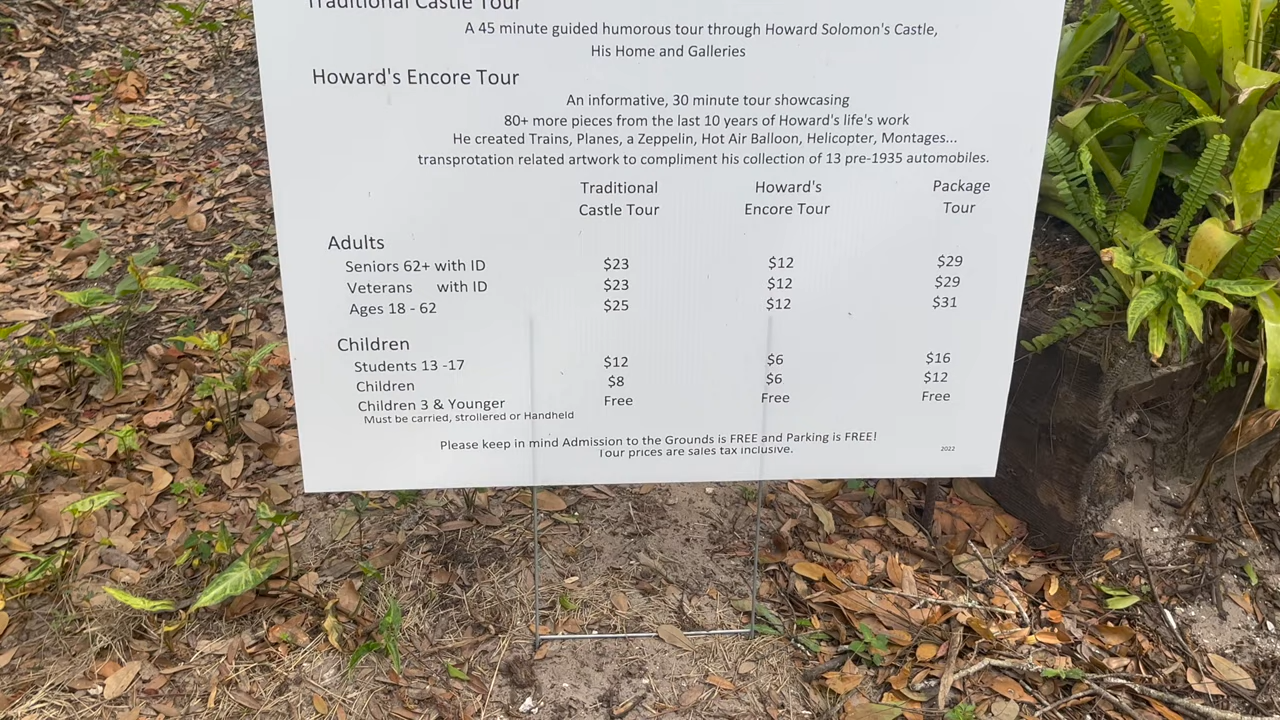 Traditional Castle Tour
A 45 minute guided humorous tour through Howard Solomon's Castle,
His Home and Galleries
Howard's Encore Tour
An informative, 30 minute tour showcasing
80+ more pieces from the last 10 years of Howard's life's work
He created Trains, Planes, a Zeppelin, Hot Air Balloon, Helicopter, Montages...
transprotation related artwork to compliment his collection of 13 pre-1935 automobiles.
Traditional Howard's Package
Castle Tour Encore Tour Tour
Adults
Seniors 62+ with ID $23 $12 $29
Veterans with ID $23 $12 $29
Ages 18 - 62 $25 $12 $31
Children
Students 13 -17 $12 $6 $16
Children $8 $6 $12
Children 3 & Younger Free Free Free
Must be carried, strollered or Handheld
Please keep in mind Admission to the Grounds is FREE and Parking is FREE!
Tour prices are sales tax inclusive.
2022